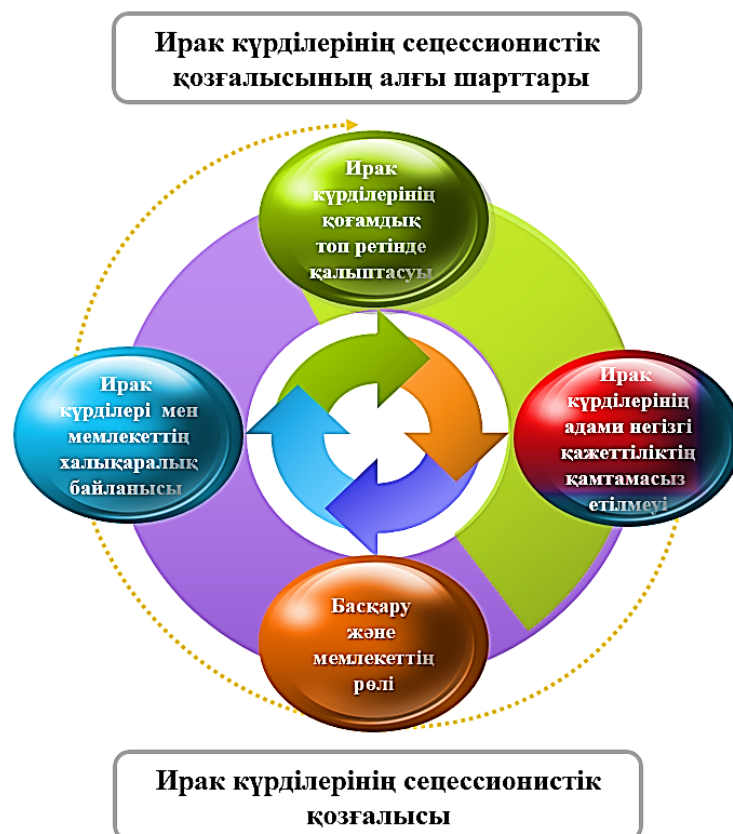 Ирак күрділерінің сецессионистік
қозғалысының алғы шарттары
Ирак
күрділерінің
қоғамдық
топ ретінде
қалыптасуы
Ирак
күрділері мен
мемлекеттің
халықаралық
байланысы
Ирак
күрділерінің
адами негізгі
қажеттіліктің
қамтамасыз
етілмеуі
Басқару
және
мемлекеттің
рөлі
Ирак күрділерінің сецессионистік
қозғалысы